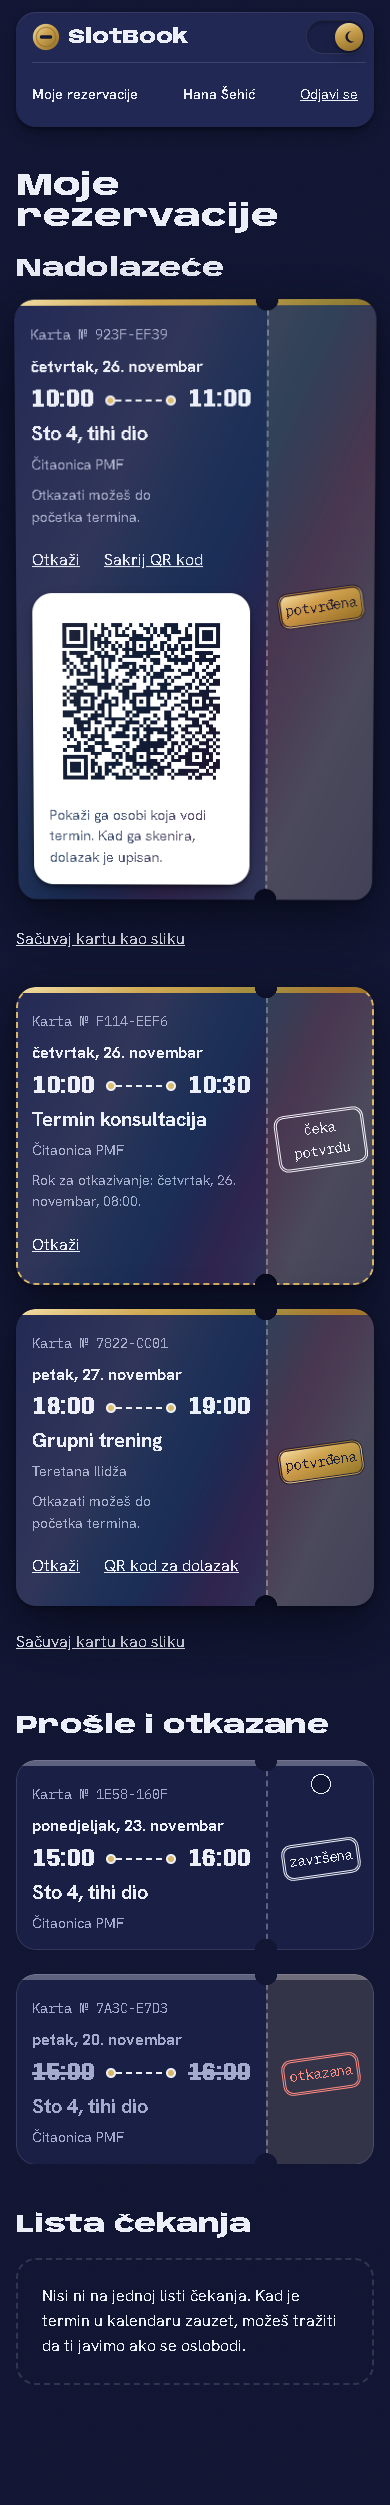 SlotBook
Moje rezervacije
Hana Šehić
Odjavi se
Moje
rezervacije
Nadolazeće
Karta № 923F-EF39
četvrtak, 26. novembar
10:00 11:00
Sto 4, tihi dio
Čitaonica PMF
Otkazati možeš do
početka termina.
Otkaži Sakrij QR kod
potvrđena
Pokaži ga osobi koja vodi
termin. Kad ga skenira,
dolazak je upisan.
Sačuvaj kartu kao sliku
Karta № F114-EEF6
četvrtak, 26. novembar
10:00 10:30
Termin konsultacija
Čitaonica PMF
Rok za otkazivanje: četvrtak, 26.
novembar, 08:00.
Otkaži
čeka
potvrdu
Karta № 7822-CC01
petak, 27. novembar
18:00 19:00
Grupni trening
Teretana Ilidža
Otkazati možeš do
početka termina.
Otkaži QR kod za dolazak
potvrđena
Sačuvaj kartu kao sliku
Prošle i otkazane
Karta № 1E58-160F
ponedjeljak, 23. novembar
15:00 16:00
Sto 4, tihi dio
Čitaonica PMF
završena
Karta № 7A3C-E7D3
petak, 20. novembar
15:00 16:00
Sto 4, tihi dio
Čitaonica PMF
otkazana
Lista čekanja
Nisi ni na jednoj listi čekanja. Kad je
termin u kalendaru zauzet, možeš tražiti
da ti javimo ako se oslobodi.